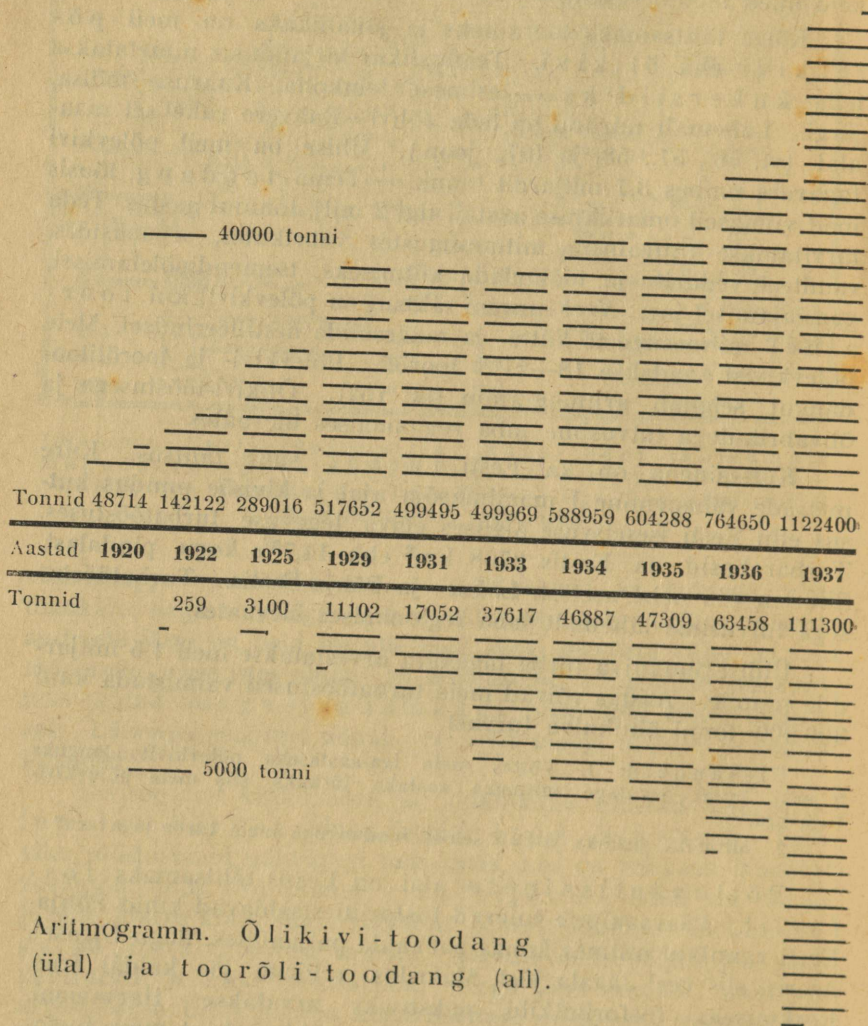 40000 tonni
Tonnid 48714 142122 289016 517652 499495 499969 588959 604288 764650 1122400
Aastad 1920 1922 1925 1929 1931 1933 1934 1935 1936 1937
Tonnid 259 3100 11102 17052 37617 46887 47309 63458 111300
5000 tonni
Aritmogramm. Õlikivi-toodang
(ülal) ja toorõli-toodang (all).